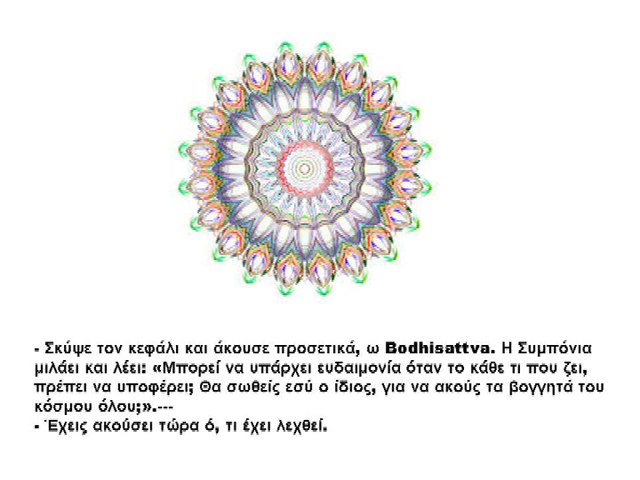 - Σκύψε τον κεφάλι και άκουσε προσετικά, ω Bodhisattva. Η Συμπόνια
μιλάει και λέει: «Μπορεί να υπάρχει ευδαιμονία όταν το κάθε τι που ζει,
πρέπει να υποφέρει; Θα σωθείς εσύ ο ίδιος, για να ακούς τα βογγητά του
κόσμου όλου;».---
- Έχεις ακούσει τώρα ό, τι έχει λεχθεί.